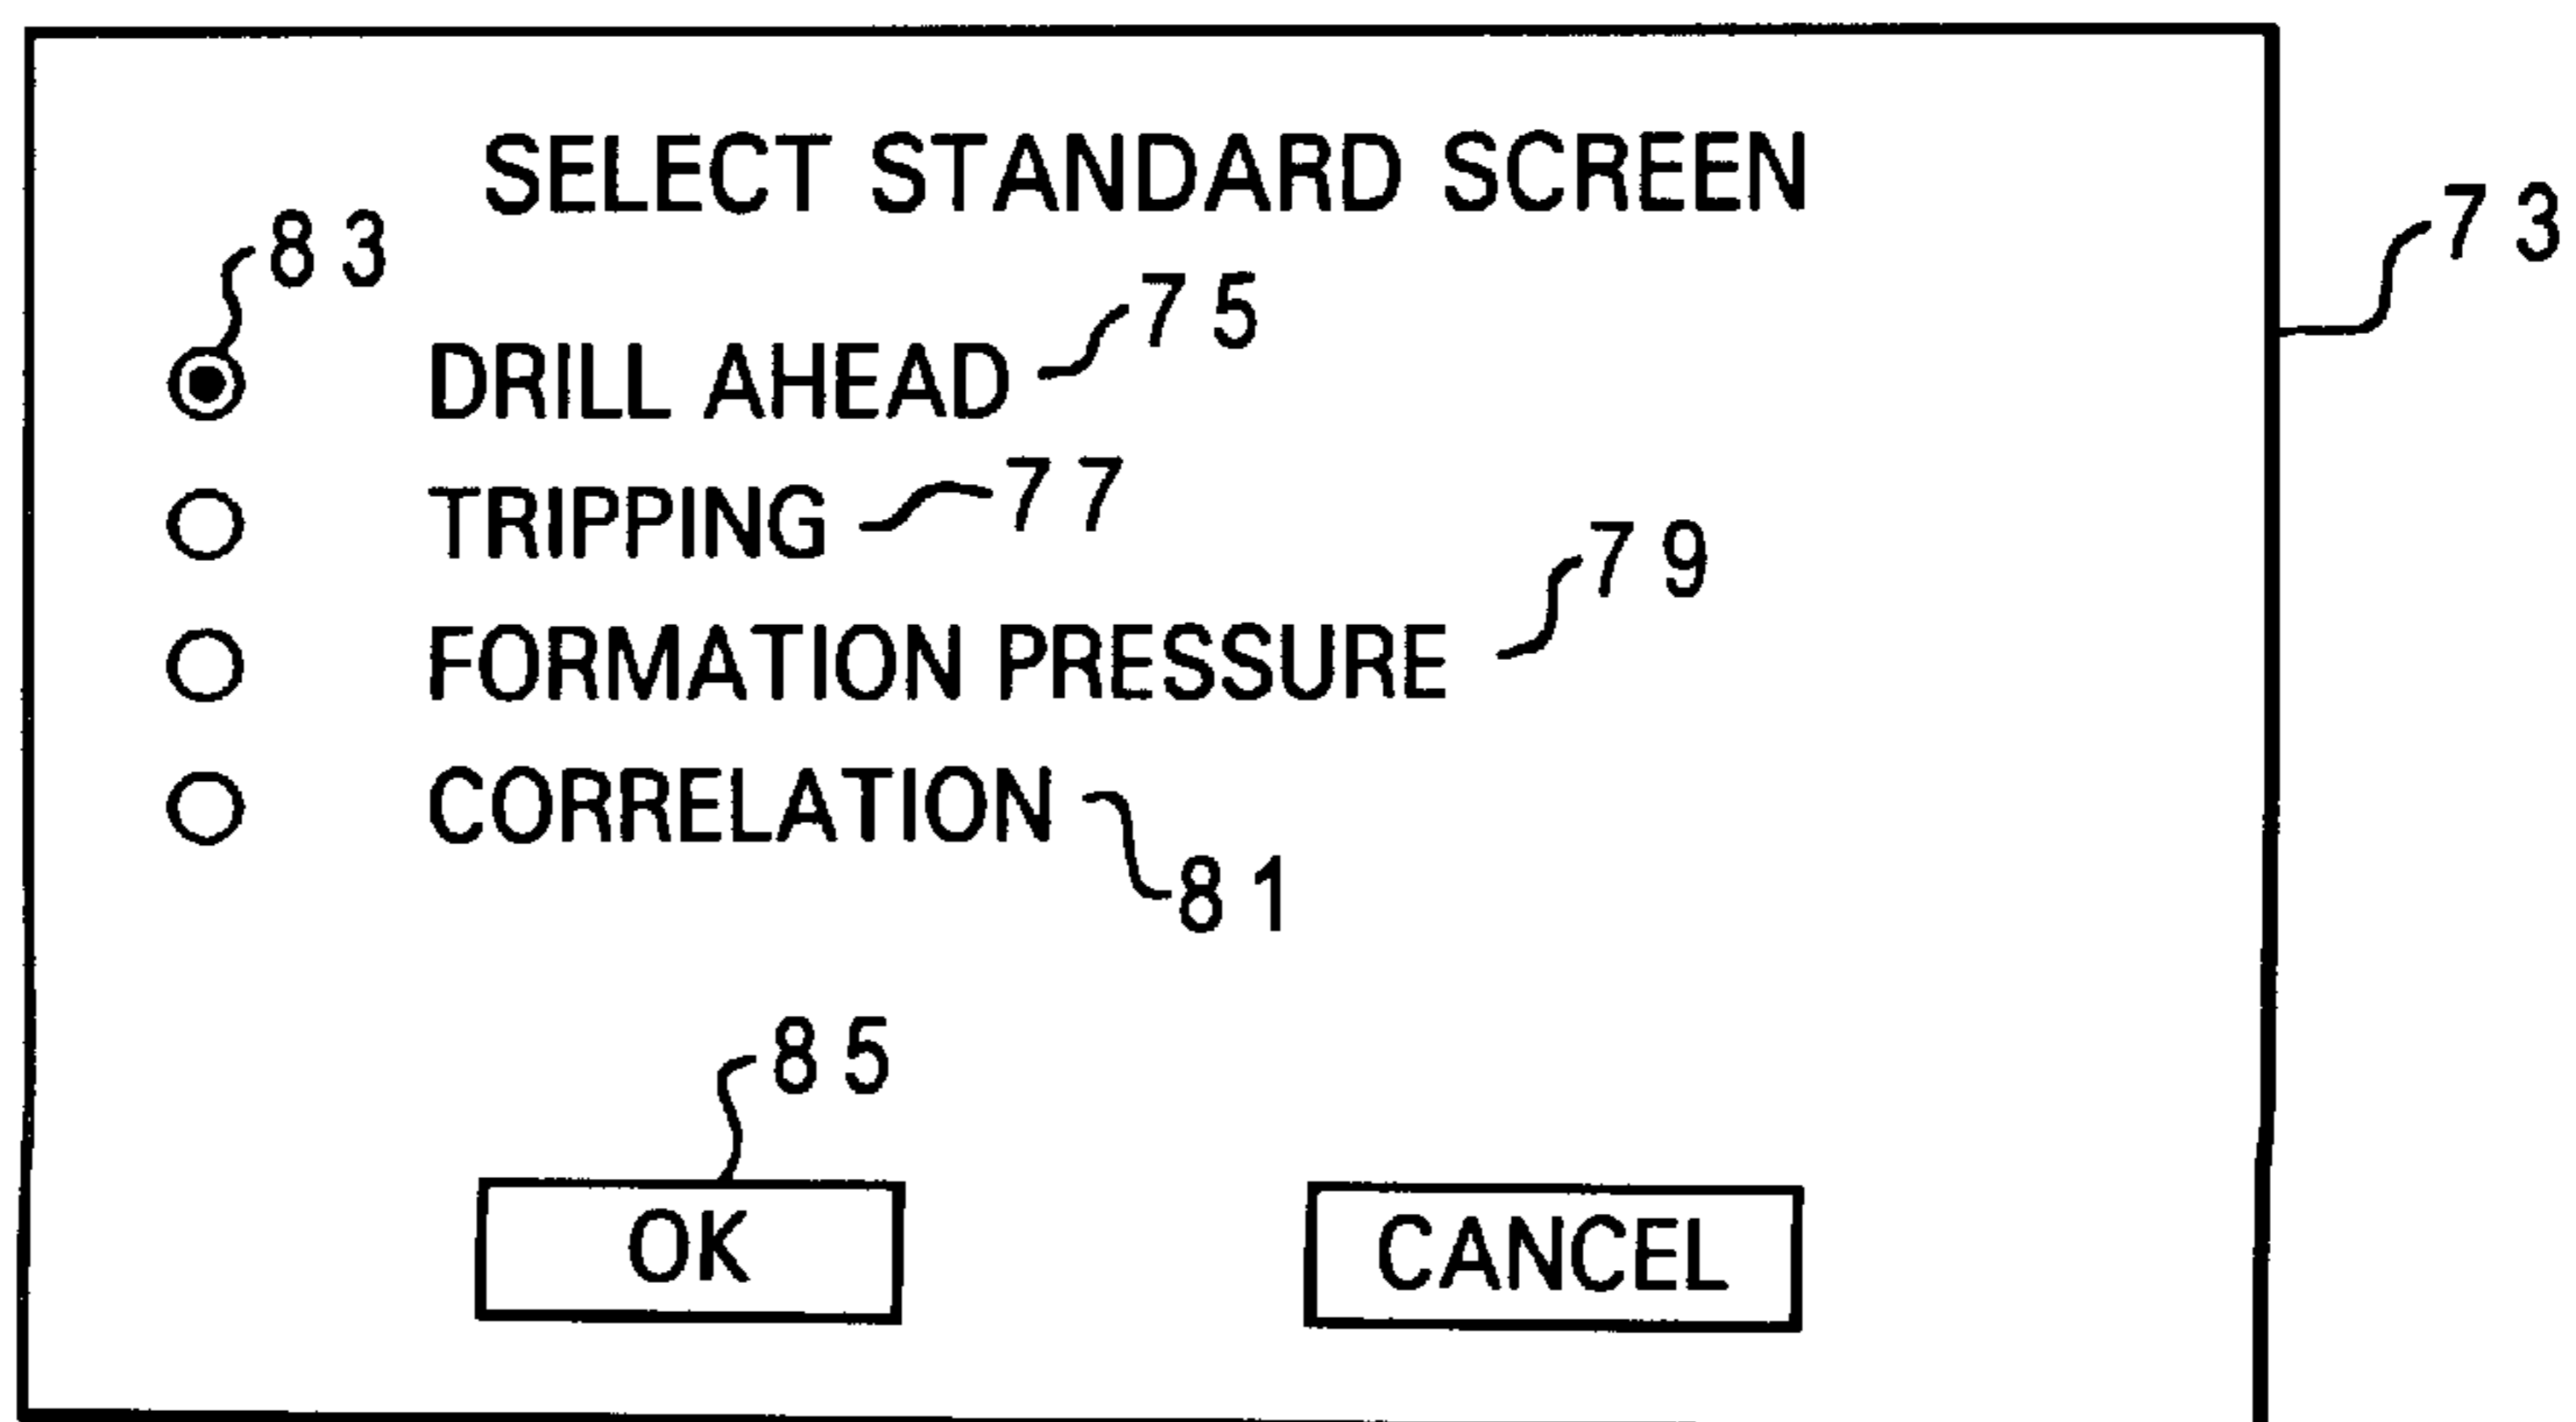 SELECT STANDARD SCREEN
73
83
DRILL AHEAD 75
TRIPPING 77
FORMATION PRESSURE 79
CORRELATION 81
85
OK CANCEL